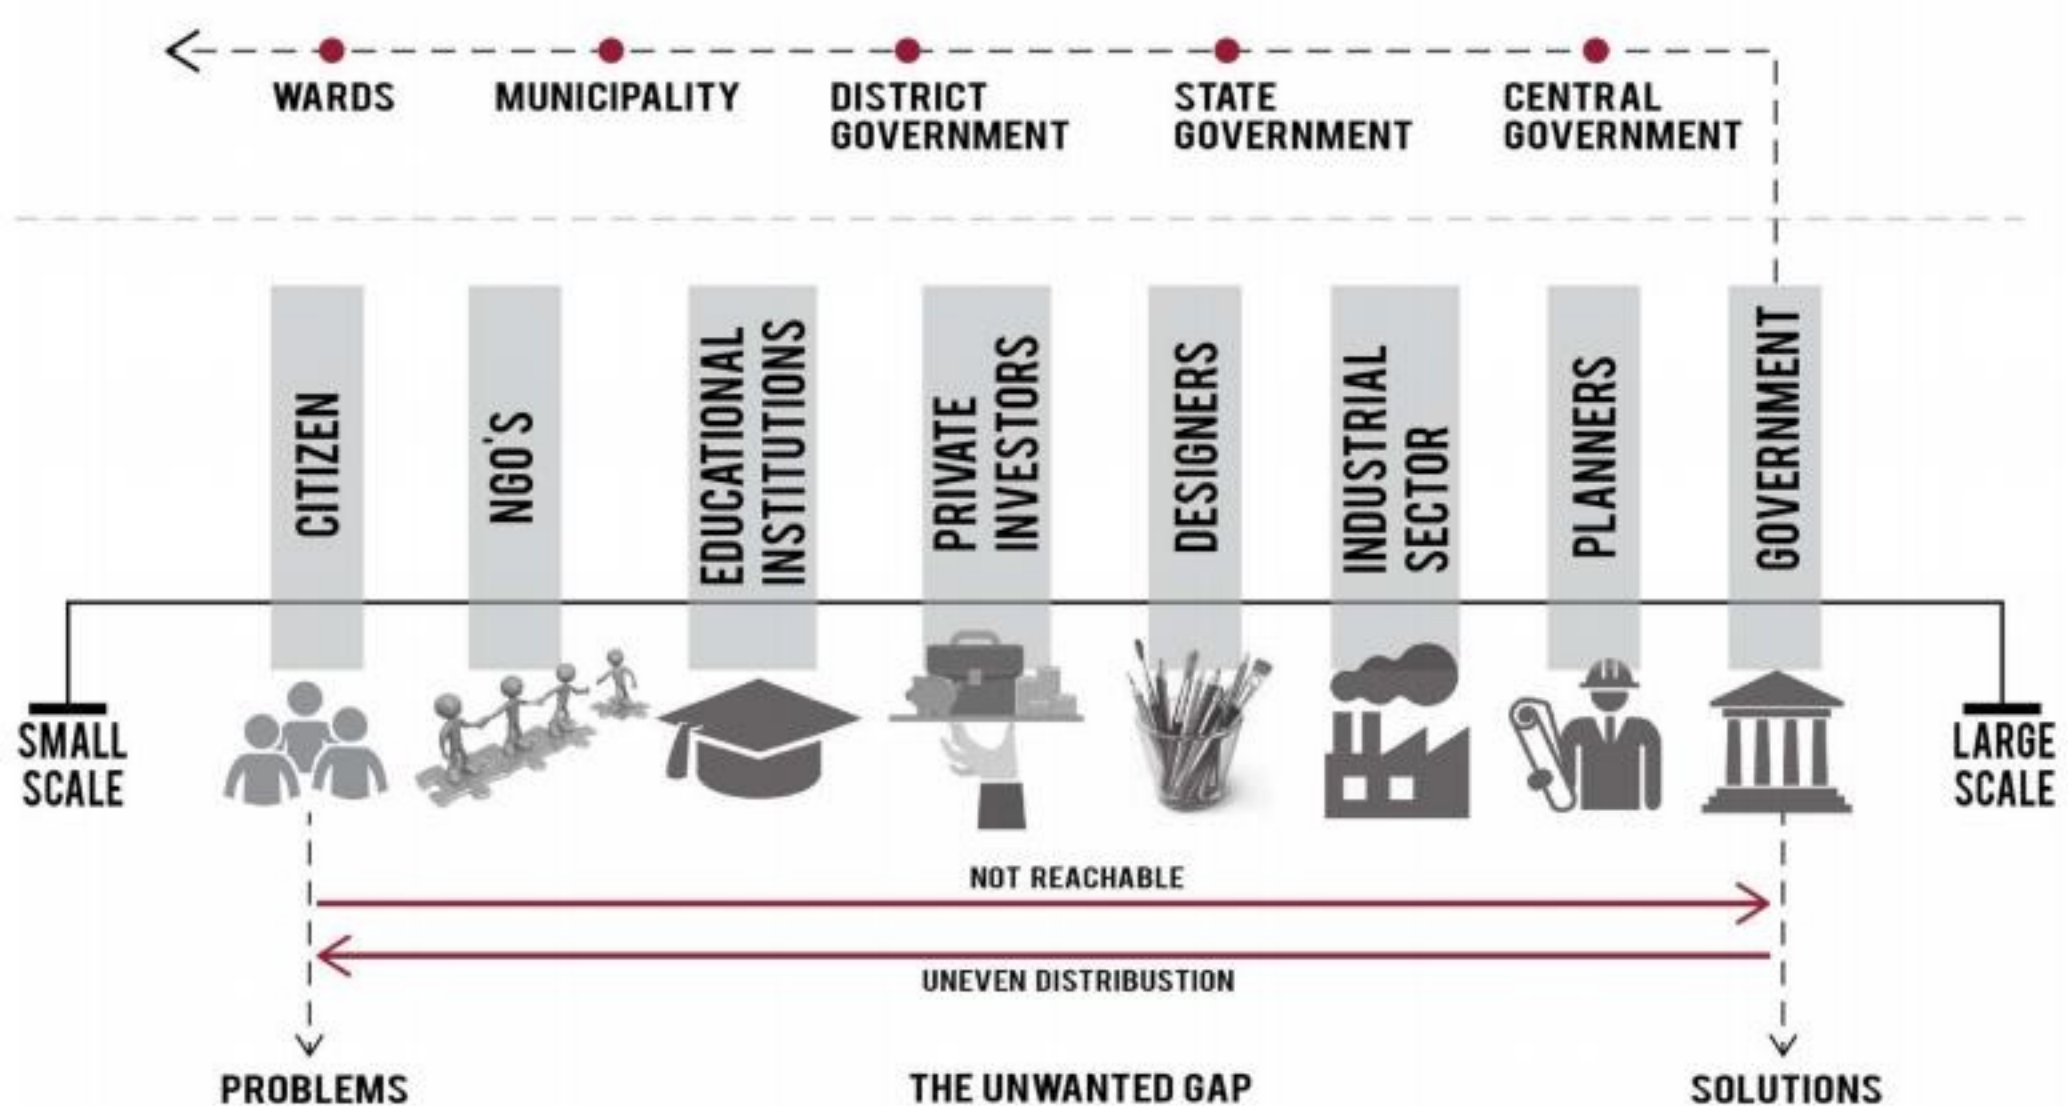 WARDS
MUNICIPALITY
DISTRICT
GOVERNMENT
STATE
GOVERNMENT
CENTRAL
GOVERNMENT
CITIZEN
NGO'S
EDUCATIONAL
INSTITUTIONS
PRIVATE
INVESTORS
DESIGNERS
INDUSTRIAL
SECTOR
PLANNERS
GOVERNMENT
SMALL
SCALE
LARGE
SCALE
NOT REACHABLE
UNEVEN DISTRIBUSTION
PROBLEMS
THE UNWANTED GAP
SOLUTIONS